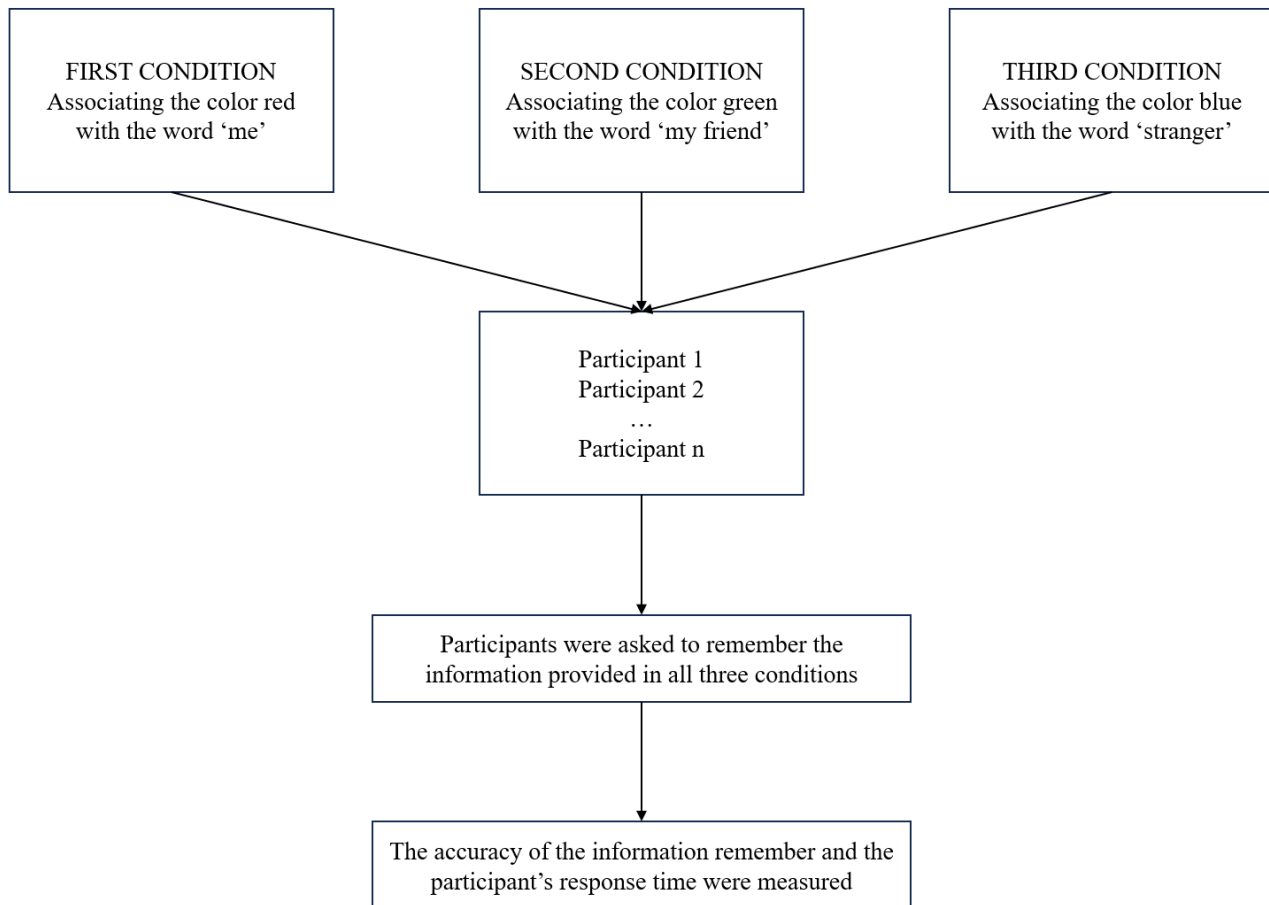 FIRST CONDITION
Associating the color red
with the word ‘me’
SECOND CONDITION
Associating the color green
with the word ‘my friend’
THIRD CONDITION
Associating the color blue
with the word ‘stranger’
Participant 1
Participant 2
…
Participant n
Participants were asked to remember the
information provided in all three conditions
The accuracy of the information remember and the
participant’s response time were measured